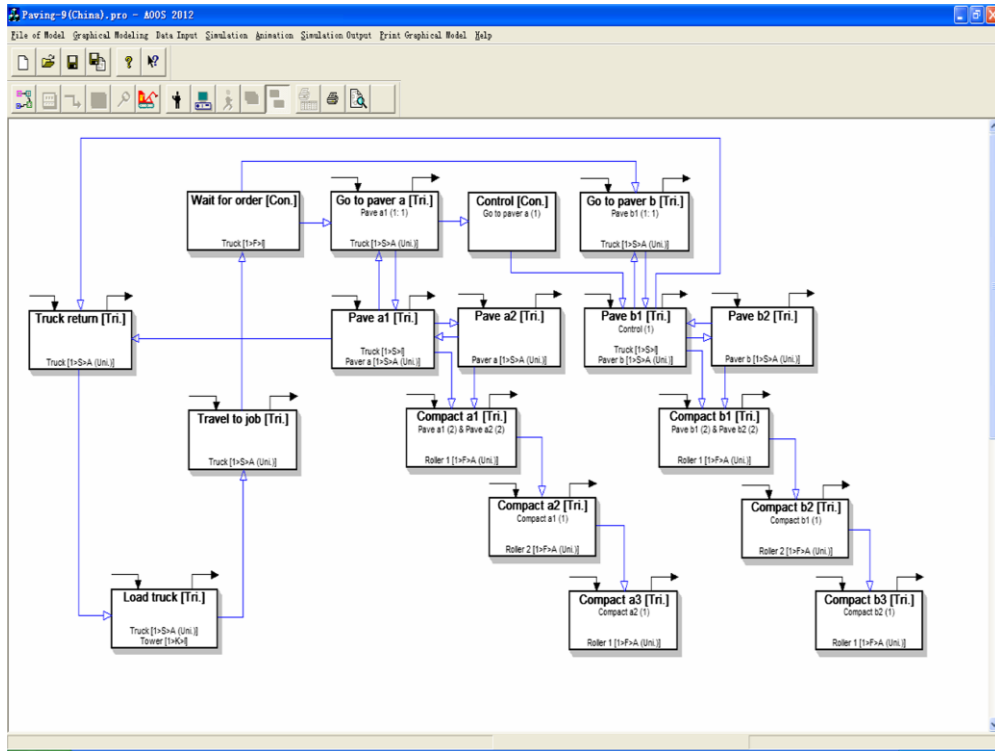 Paving-9(China).pro - AOOS 2012
File of Model Graphical Modeling Data Input Simulation Animation Simulation Output Print Graphical Model Help
Wait for order [Con.]
Truck [1>F>I]
Go to paver a [Tri.]
Pave a1 (1: 1)
Truck [1>S>A (Uni.)]
Control [Con.]
Go to paver a (1)
Go to paver b [Tri.]
Pave b1 (1: 1)
Truck [1>S>A (Uni.)]
Truck return [Tri.]
Truck [1>S>A (Uni.)]
Pave a1 [Tri.]
Truck [1>S>I]
Paver a [1>S>A (Uni.)]
Pave a2 [Tri.]
Paver a [1>S>A (Uni.)]
Pave b1 [Tri.]
Control (1)
Truck [1>S>I]
Paver b [1>S>A (Uni.)]
Pave b2 [Tri.]
Paver b [1>S>A (Uni.)]
Travel to job [Tri.]
Truck [1>S>A (Uni.)]
Compact a1 [Tri.]
Pave a1 (2) & Pave a2 (2)
Roller 1 [1>F>A (Uni.)]
Compact b1 [Tri.]
Pave b1 (2) & Pave b2 (2)
Roller 1 [1>F>A (Uni.)]
Compact a2 [Tri.]
Compact a1 (1)
Roller 2 [1>F>A (Uni.)]
Compact b2 [Tri.]
Compact b1 (1)
Roller 2 [1>F>A (Uni.)]
Load truck [Tri.]
Truck [1>S>A (Uni.)]
Tower [1>K>I]
Compact a3 [Tri.]
Compact a2 (1)
Roller 1 [1>F>A (Uni.)]
Compact b3 [Tri.]
Compact b2 (1)
Roller 1 [1>F>A (Uni.)]